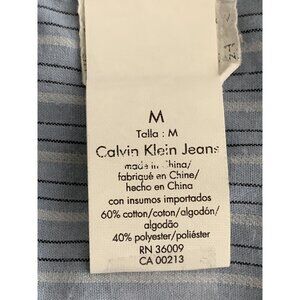 M
Talla : M
Calvin Klein Jeans
made in China/
fabriqué en Chine/
hecho en China
con insumos importados
60% cotton/coton/algodón/
algodão
40% polyester/poliéster
RN 36009
CA 00213